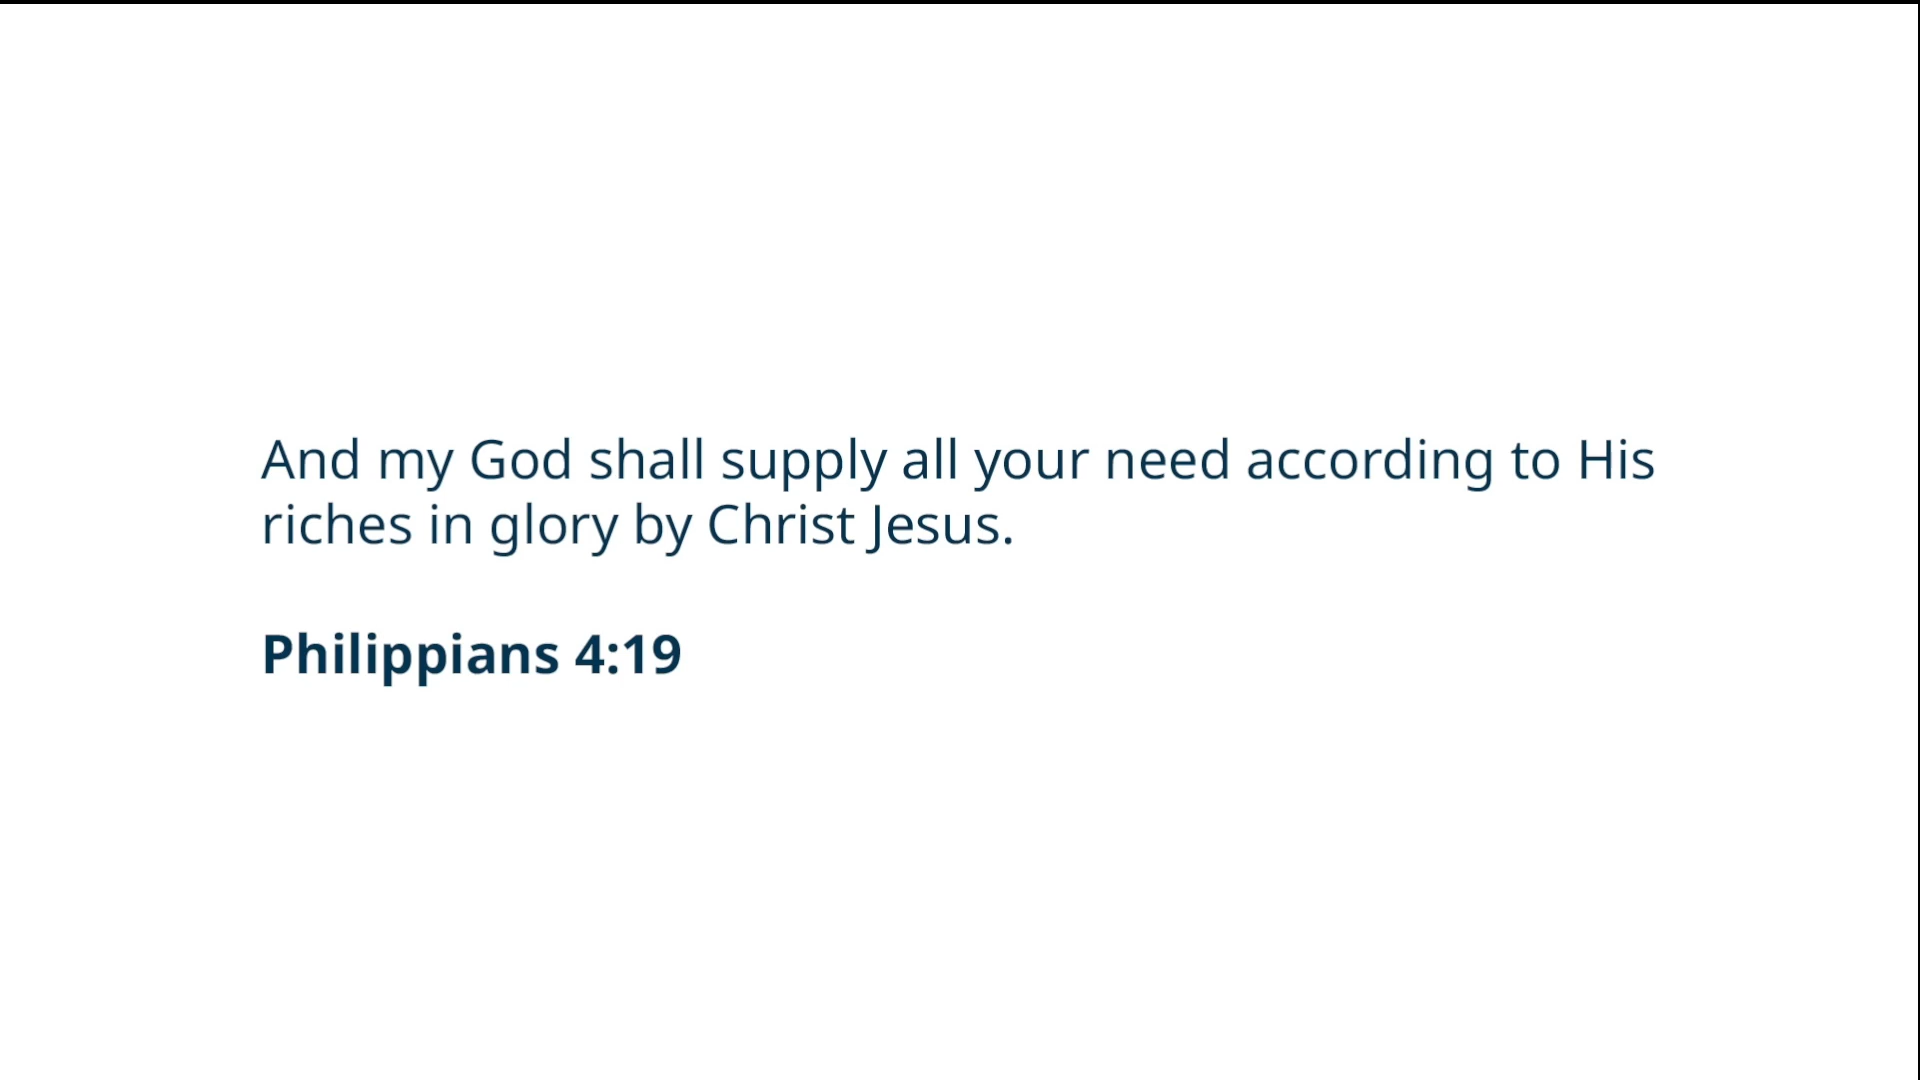 And my God shall supply all your need according to His
riches in glory by Christ Jesus.
Philippians 4:19